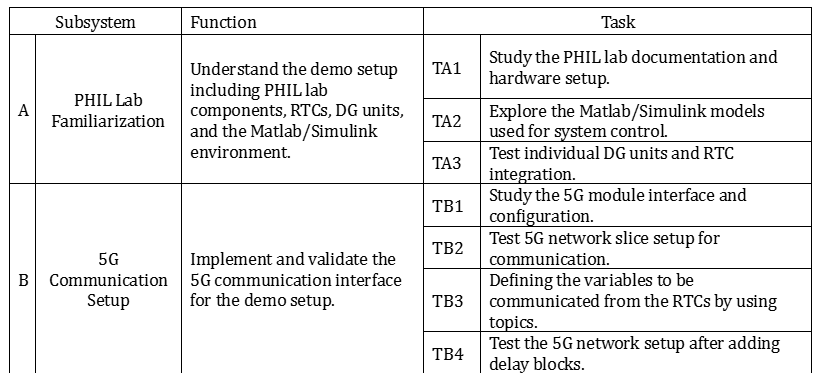 Subsystem Function Task
A
PHIL Lab
Familiarization
Understand the demo setup
including PHIL lab
components, RTCs, DG units,
and the Matlab/Simulink
environment.
TA1
Study the PHIL lab documentation and
hardware setup.
TA2
Explore the Matlab/Simulink models
used for system control.
TA3
Test individual DG units and RTC
integration.
B
5G
Communication
Setup
Implement and validate the
5G communication interface
for the demo setup.
TB1
Study the 5G module interface and
configuration.
TB2
Test 5G network slice setup for
communication.
TB3
Defining the variables to be
communicated from the RTCs by using
topics.
TB4
Test the 5G network setup after adding
delay blocks.